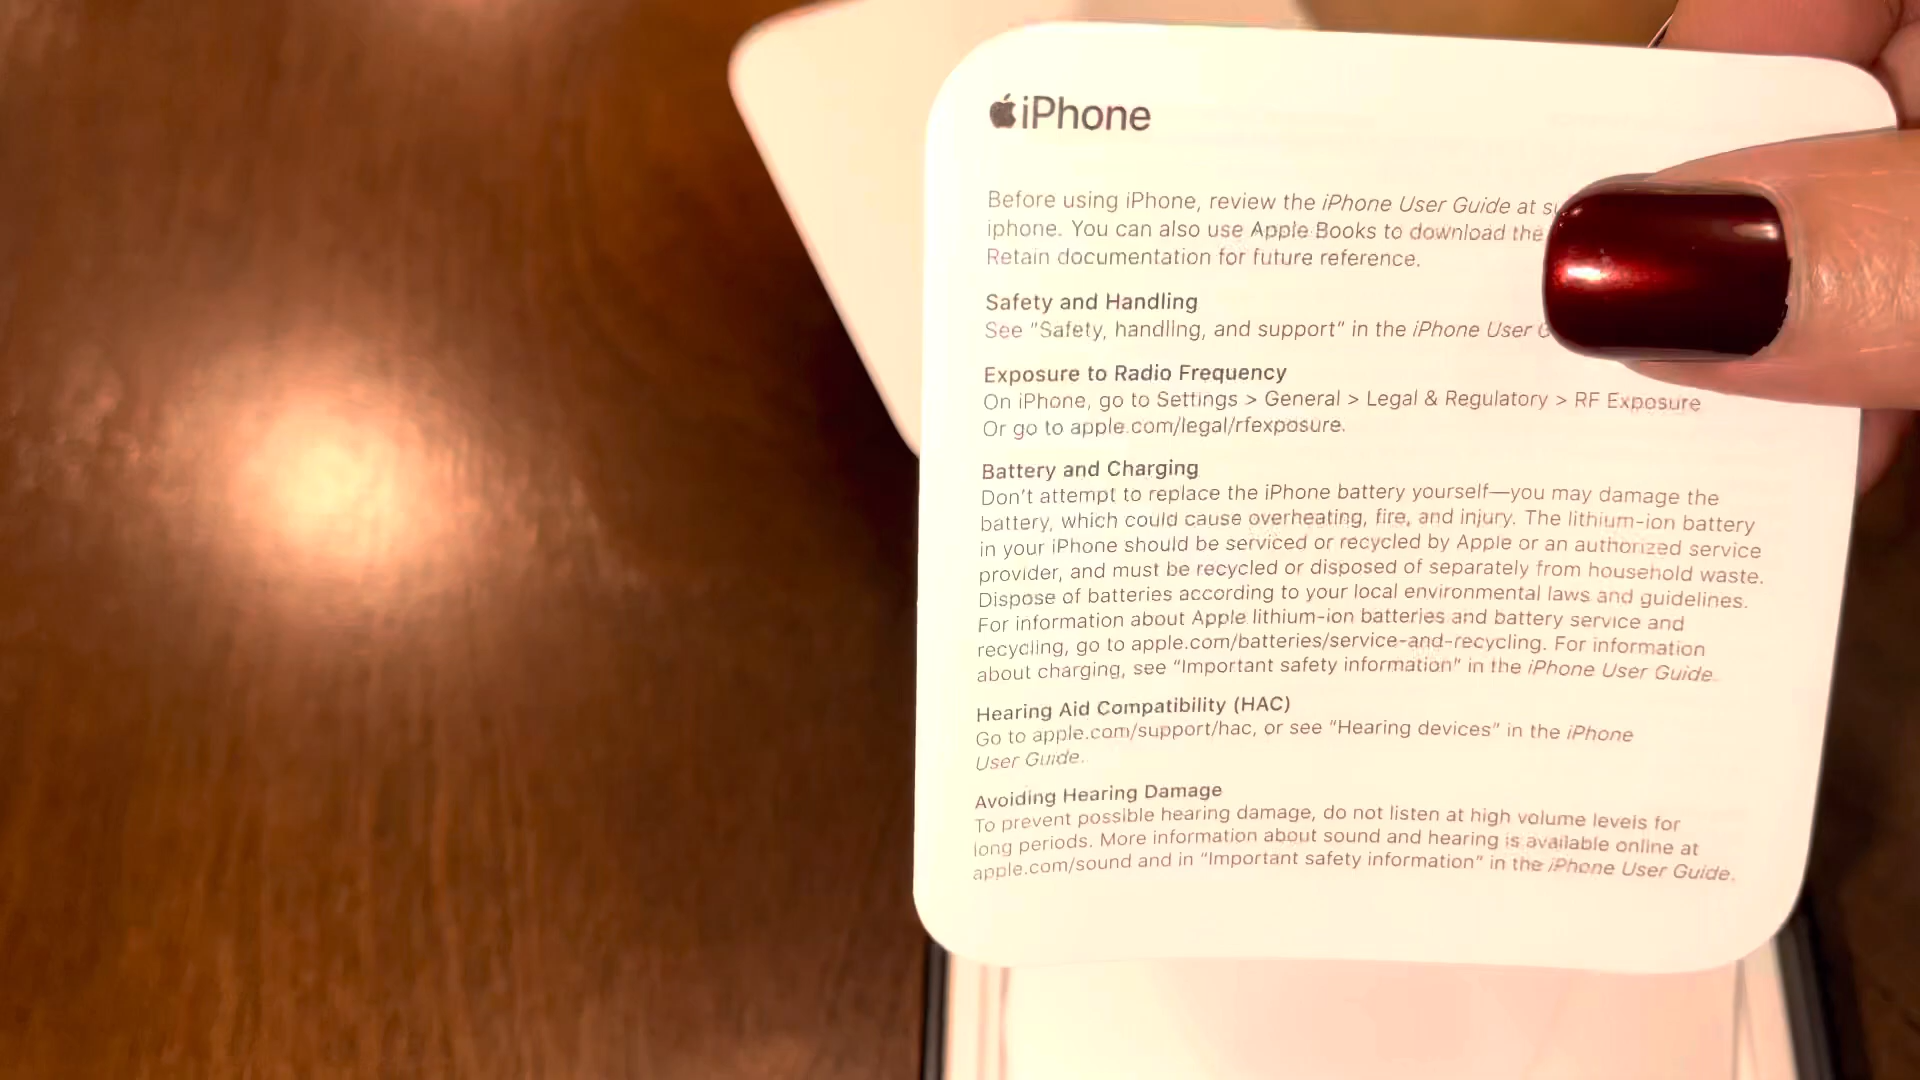 iPhone
Before using iPhone, review the iPhone User Guide at
iphone. You can also use Apple Books to download the
Retain documentation for future reference.
Safety and Handling
See “Safety, handling, and support” in the iPhone User
Exposure to Radio Frequency
On iPhone, go to Settings > General > Legal & Regulatory > RF Exposure
Or go to apple.com/legal/rfexposure.
Battery and Charging
Don’t attempt to replace the iPhone battery yourself—you may damage the
battery, which could cause overheating, fire, and injury. The lithium-ion battery
in your iPhone should be serviced or recycled by Apple or an authorized service
provider, and must be recycled or disposed of separately from household waste.
Dispose of batteries according to your local environmental laws and guidelines.
For information about Apple lithium-ion batteries and battery service and
recycling, go to apple.com/batteries/service-and-recycling. For information
about charging, see “Important safety information” in the iPhone User Guide.
Hearing Aid Compatibility (HAC)
Go to apple.com/support/hac, or see “Hearing devices” in the iPhone
User Guide.
Avoiding Hearing Damage
To prevent possible hearing damage, do not listen at high volume levels for
long periods. More information about sound and hearing is available online at
apple.com/sound and in “Important safety information” in the iPhone User Guide.